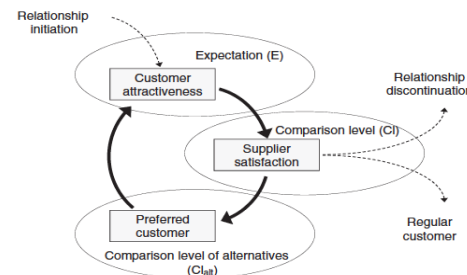 Relationship
initiation
Expectation (E)
Customer
attractiveness
Relationship
discontinuation
Comparison level (Cl)
Supplier
satisfaction
Preferred
customer
Regular
customer
Comparison level of alternatives
(Clalt)